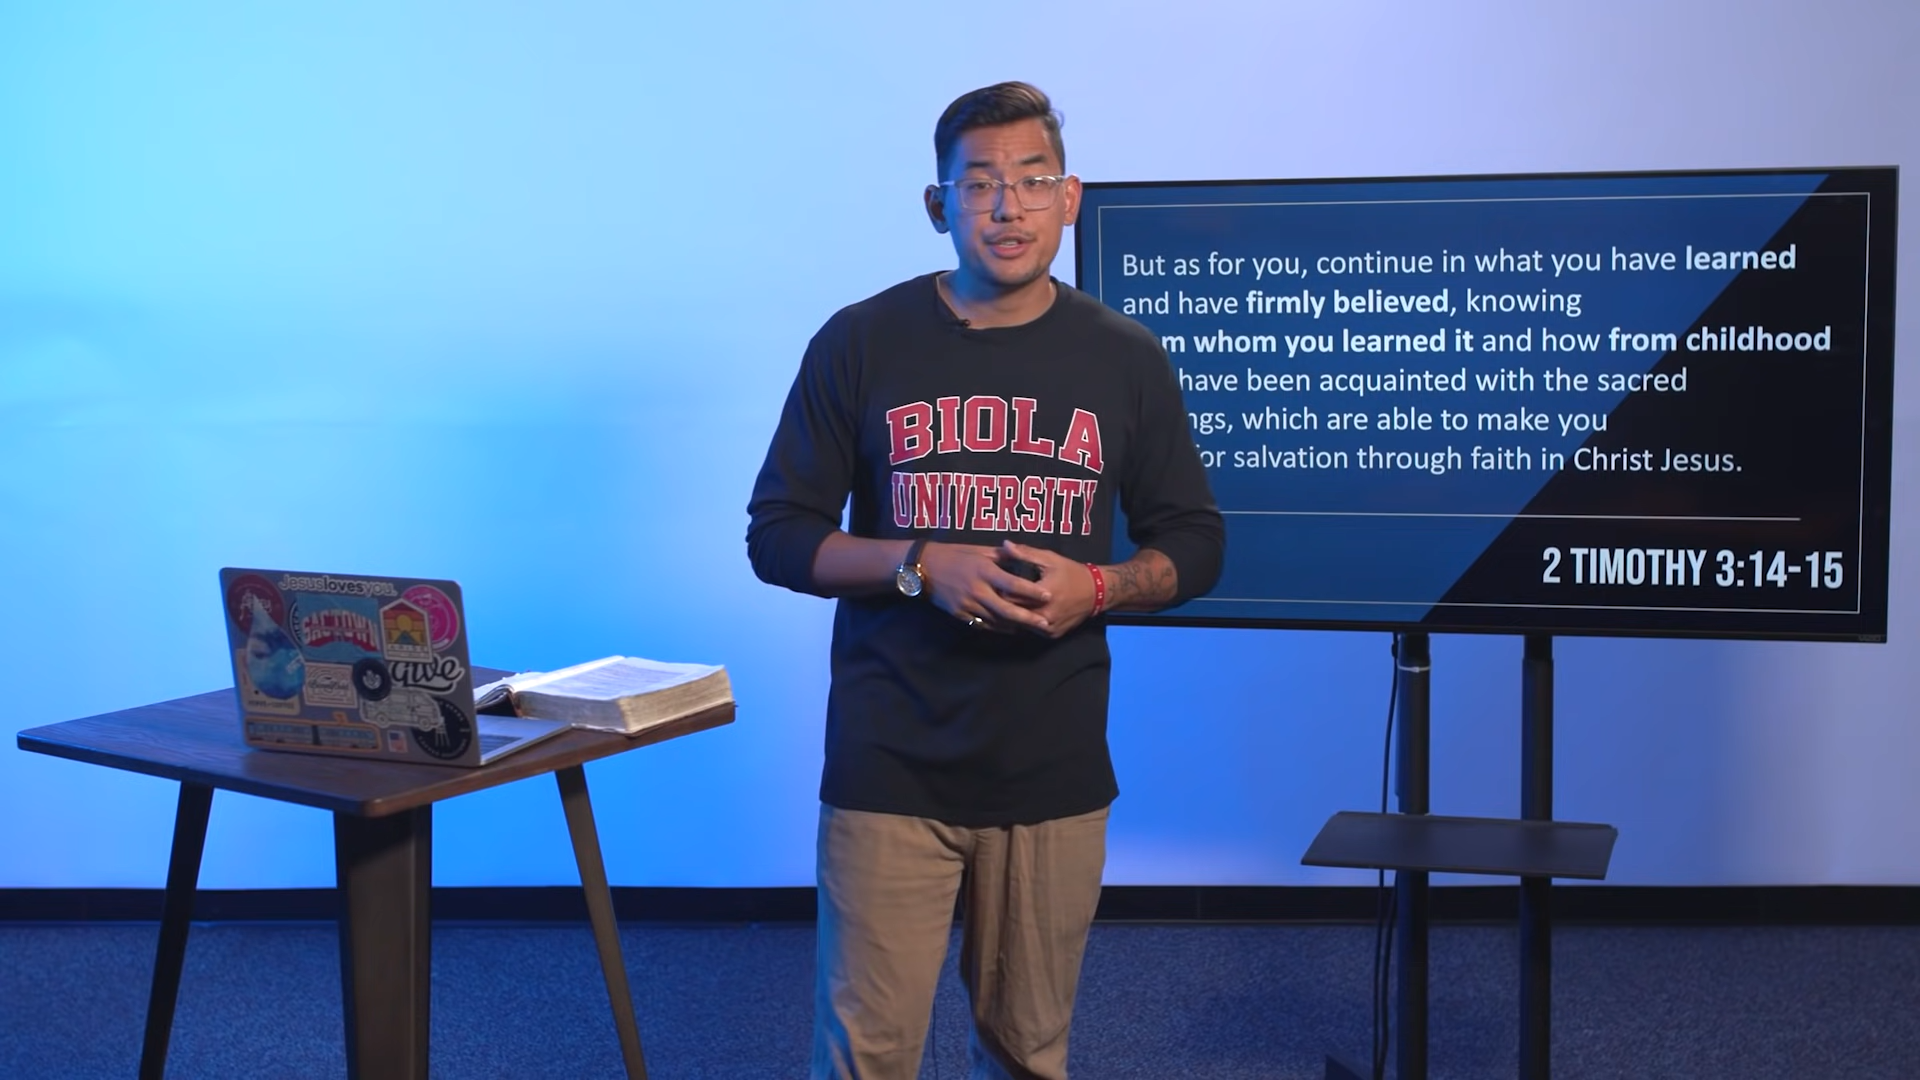 But as for you, continue in what you have learned
and have firmly believed, knowing
m whom you learned it and how from childhood
have been acquainted with the sacred
ngs, which are able to make you
for salvation through faith in Christ Jesus.
2 TIMOTHY 3:14-15
BIOLA
UNIVERSITY
Jesuslovesyou.
SACTOWN
give